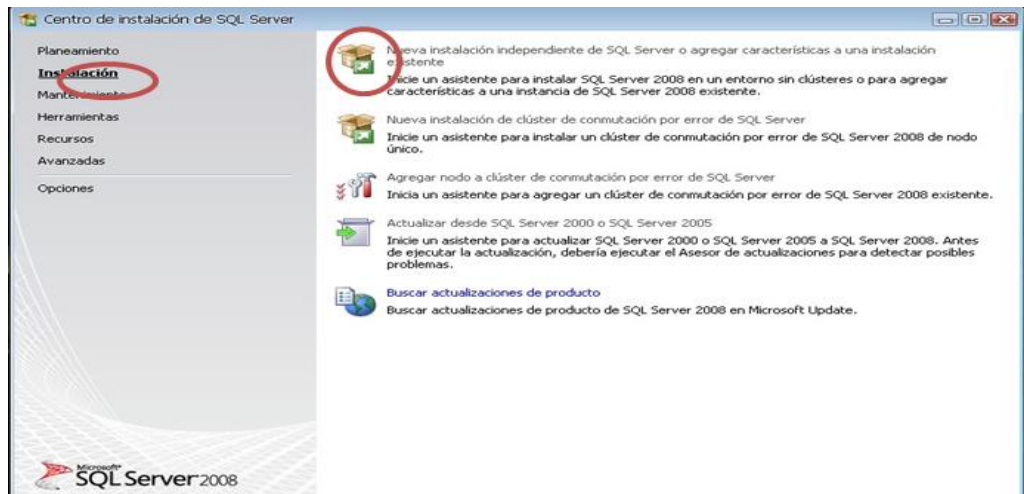 Centro de instalación de SQL Server
Planeamiento
Instalación
Mantenimiento
Herramientas
Recursos
Avanzadas
Opciones
Nueva instalación independiente de SQL Server o agregar características a una instalación
existente
Inicie un asistente para instalar SQL Server 2008 en un entorno sin clústeres o para agregar
características a una instancia de SQL Server 2008 existente.
Nueva instalación de clúster de conmutación por error de SQL Server
Inicie un asistente para instalar un clúster de conmutación por error de SQL Server 2008 de nodo
único.
Agregar nodo a clúster de conmutación por error de SQL Server
Inicia un asistente para agregar un clúster de conmutación por error de SQL Server 2008 existente.
Actualizar desde SQL Server 2000 o SQL Server 2005
Inicie un asistente para actualizar SQL Server 2000 o SQL Server 2005 a SQL Server 2008. Antes
de ejecutar la actualización, debería ejecutar el Asesor de actualizaciones para detectar posibles
problemas.
Buscar actualizaciones de producto
Buscar actualizaciones de producto de SQL Server 2008 en Microsoft Update.
Microsoft
SQL Server 2008